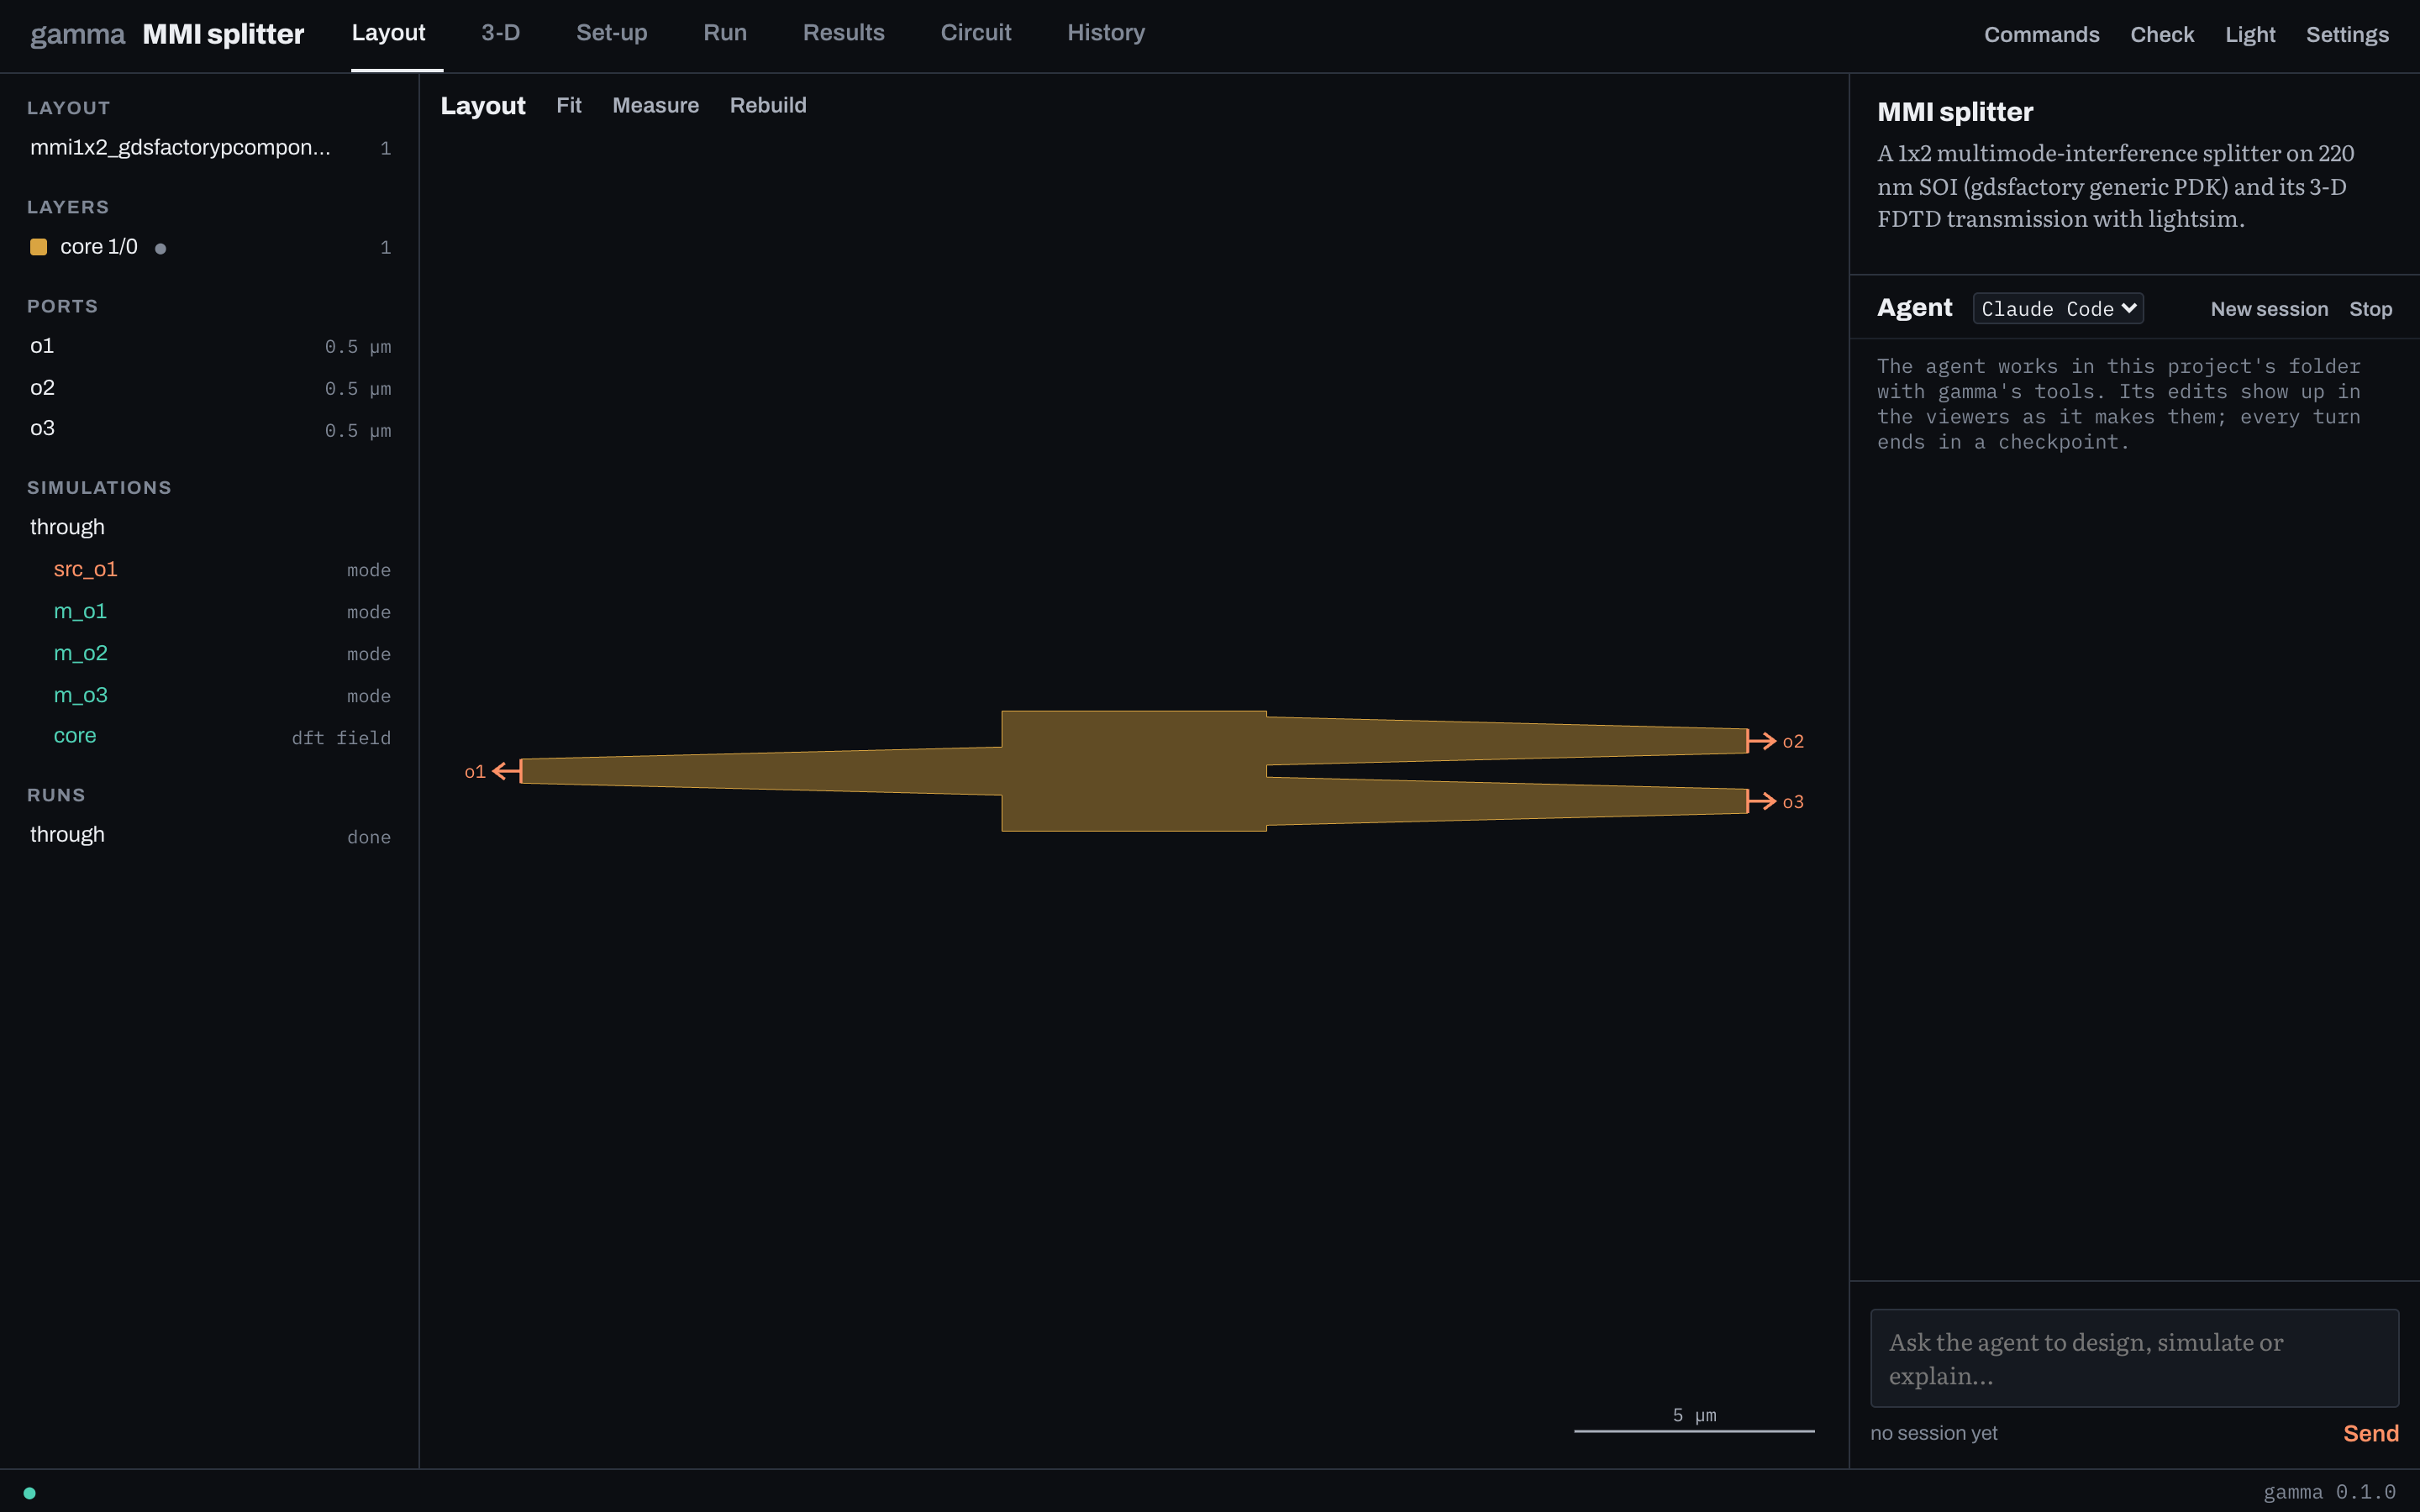 gamma MMI splitter Layout 3-D Set-up Run Results Circuit History Commands Check Light Settings
LAYOUT
mmi1x2_gdsfactorypcompon... 1
LAYERS
core 1/0 1
PORTS
o1 0.5 µm
o2 0.5 µm
o3 0.5 µm
SIMULATIONS
through
src_o1 mode
m_o1 mode
m_o2 mode
m_o3 mode
core dft field
RUNS
through done
Layout Fit Measure Rebuild
o1
o2
o3
5 µm
MMI splitter
A 1x2 multimode-interference splitter on 220
nm SOI (gdsfactory generic PDK) and its 3-D
FDTD transmission with lightsim.
Agent Claude Code New session Stop
The agent works in this project's folder
with gamma's tools. Its edits show up in
the viewers as it makes them; every turn
ends in a checkpoint.
Ask the agent to design, simulate or
explain...
no session yet Send
gamma 0.1.0